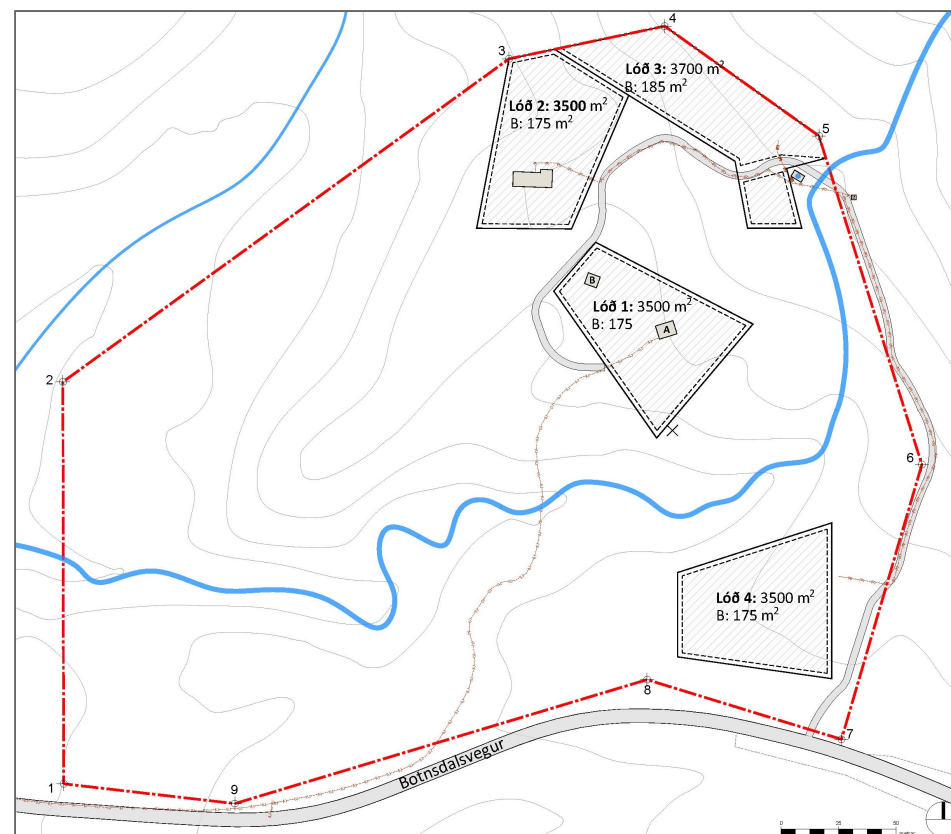 4
3
Lóð 3: 3700 m²
B: 185 m²
Lóð 2: 3500 m²
B: 175 m²
5
B
Lóð 1: 3500 m²
B: 175
A
2
6
Lóð 4: 3500 m²
B: 175 m²
8
7
Botnsdalsvegur
1
9
0 25 50